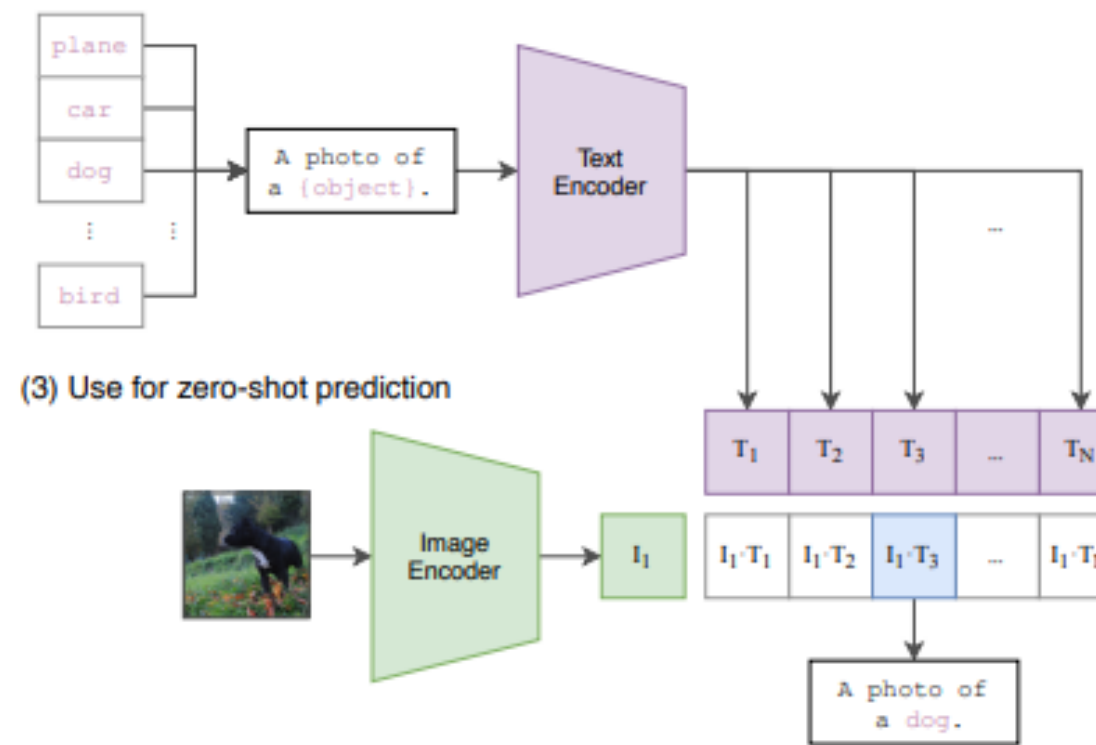 plane
car
dog
⋮ ⋮
bird
A photo of
a {object}.
Text
Encoder
...
(3) Use for zero-shot prediction
T₁ T₂ T₃ ... T_N
Image
Encoder
I₁
I₁·T₁ I₁·T₂ I₁·T₃ ...
A photo of
a dog.